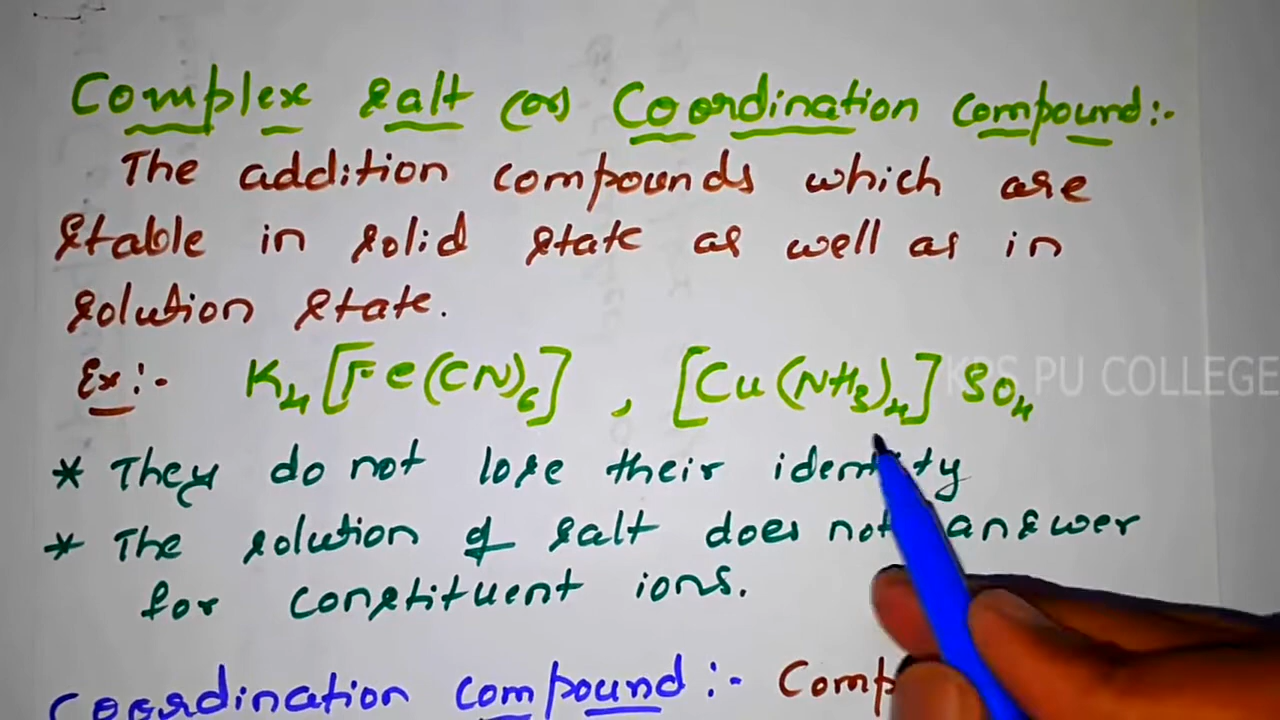 Complex salt (or) Coordination compound:-
The addition compounds which are
stable in solid state as well as in
solution state.
Ex:- K₄[Fe(CN)₆] , [Cu(NH₃)₄] SO₄
KRS PU COLLEGE
* They do not lose their identity
* The solution of salt does not answer
for constituent ions.
Coordination compound:-